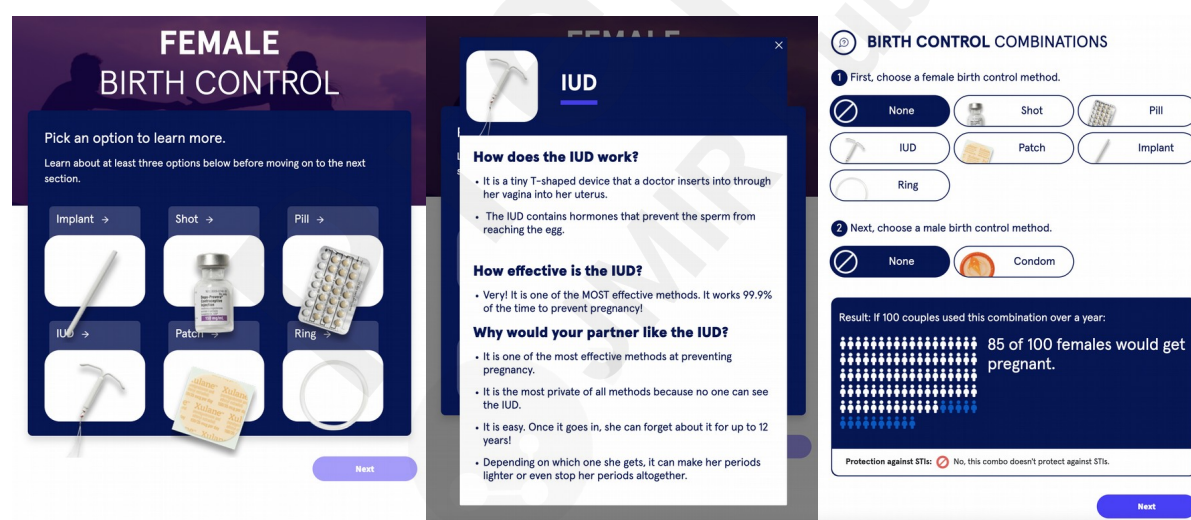 FEMALE
BIRTH CONTROL
Pick an option to learn more.
Learn about at least three options below before moving on to the next
section.
Implant →
Shot →
Pill →
IUD →
Patch →
Ring →
Xulane
Next
IUD
How does the IUD work?
• It is a tiny T-shaped device that a doctor inserts into through
her vagina into her uterus.
• The IUD contains hormones that prevent the sperm from
reaching the egg.
How effective is the IUD?
• Very! It is one of the MOST effective methods. It works 99.9%
of the time to prevent pregnancy!
Why would your partner like the IUD?
• It is one of the most effective methods at preventing
pregnancy.
• It is the most private of all methods because no one can see
the IUD.
• It is easy. Once it goes in, she can forget about it for up to 12
years!
• Depending on which one she gets, it can make her periods
lighter or even stop her periods altogether.
BIRTH CONTROL COMBINATIONS
1 First, choose a female birth control method.
None
Shot
Pill
IUD
Patch
Implant
Ring
2 Next, choose a male birth control method.
None
Condom
Result: If 100 couples used this combination over a year:
85 of 100 females would get
pregnant.
Protection against STIs: No, this combo doesn't protect against STIs.
Next
JMIR